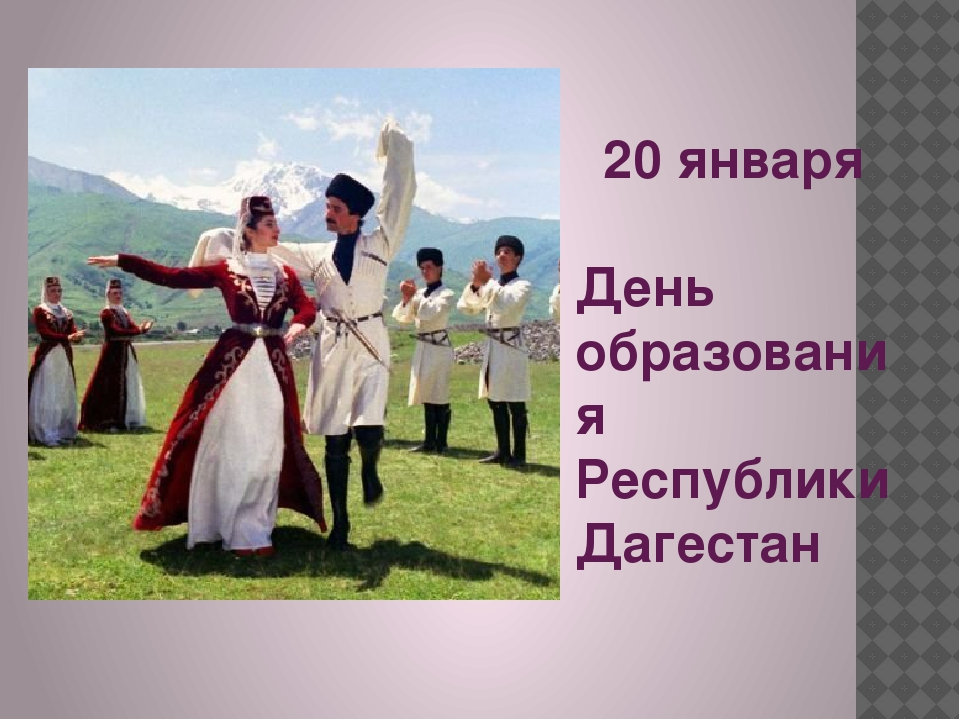 20 января
День
образовани
я
Республики
Дагестан